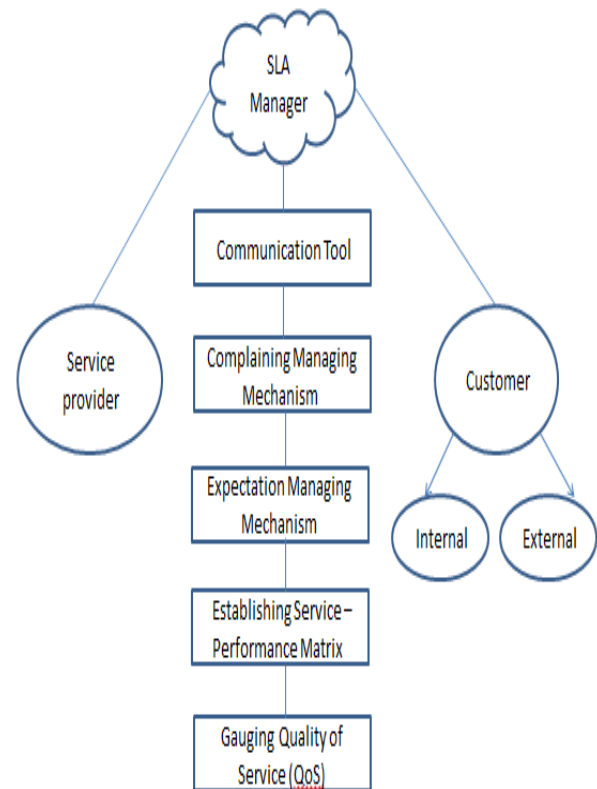 SLA
Manager
Communication Tool
Service
provider
Complaining Managing
Mechanism
Customer
Expectation Managing
Mechanism
Internal
External
Establishing Service –
Performance Matrix
Gauging Quality of
Service (QoS)